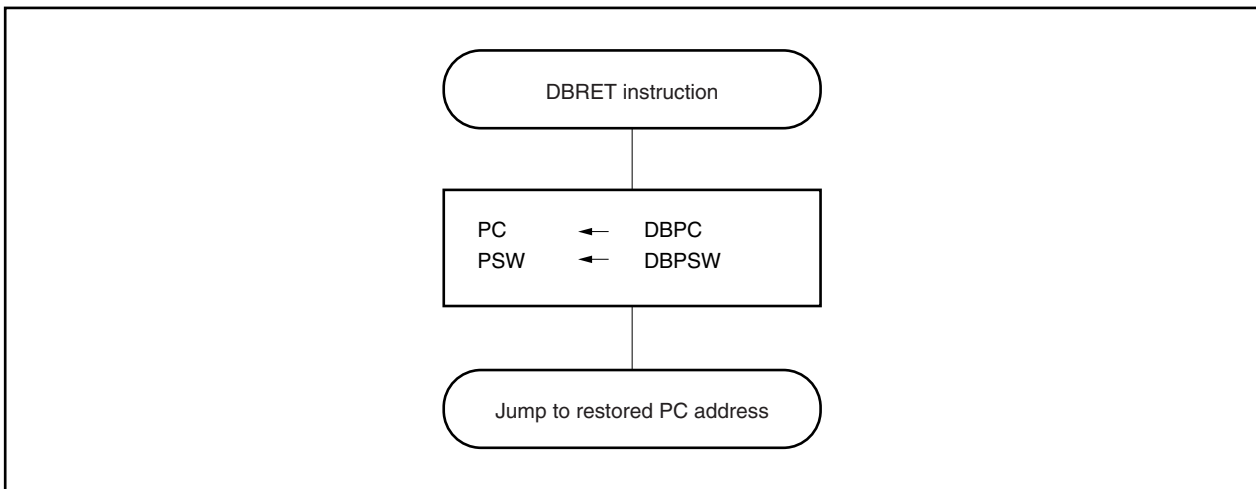 DBRET instruction
PC ← DBPC
PSW ← DBPSW
Jump to restored PC address